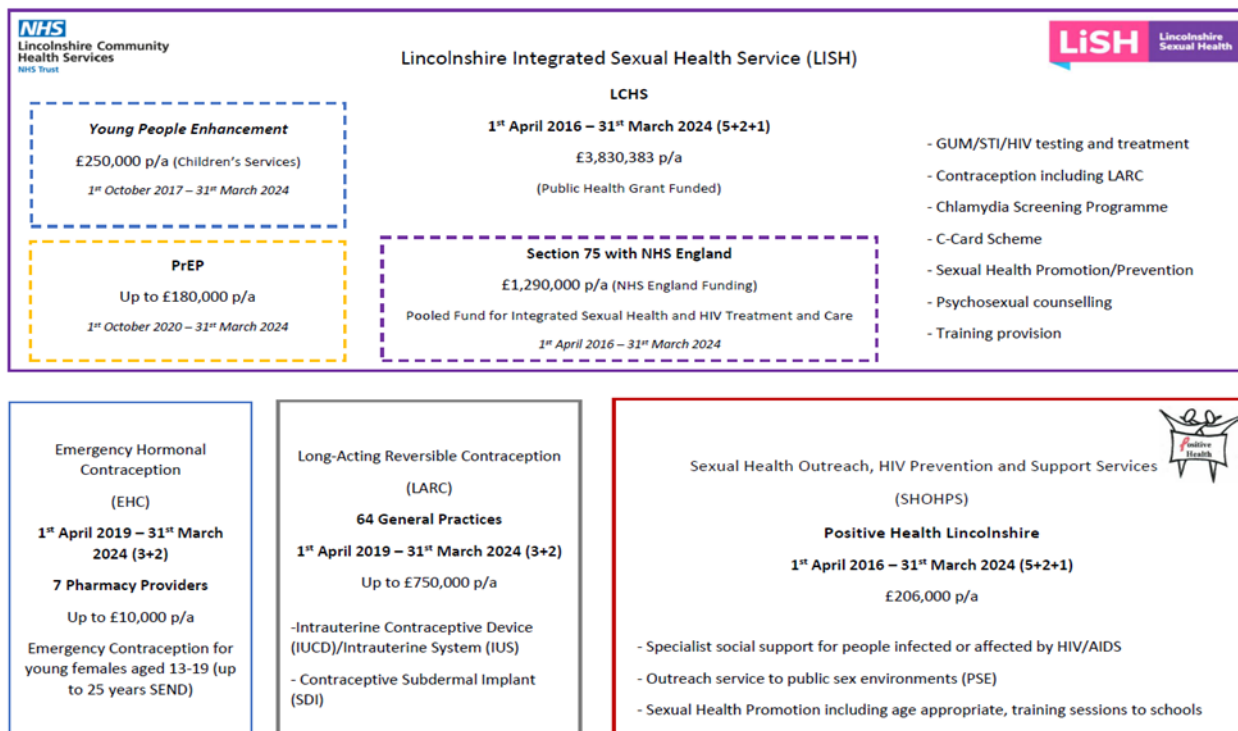 NHS
Lincolnshire Community
Health Services
NHS Trust
Lincolnshire Integrated Sexual Health Service (LISH)
LiSH
Lincolnshire
Sexual Health
LCHS
1st April 2016 – 31st March 2024 (5+2+1)
£3,830,383 p/a
(Public Health Grant Funded)
Young People Enhancement
£250,000 p/a (Children's Services)
1st October 2017 – 31st March 2024
PrEP
Up to £180,000 p/a
1st October 2020 – 31st March 2024
Section 75 with NHS England
£1,290,000 p/a (NHS England Funding)
Pooled Fund for Integrated Sexual Health and HIV Treatment and Care
1st April 2016 – 31st March 2024
- GUM/STI/HIV testing and treatment
- Contraception including LARC
- Chlamydia Screening Programme
- C-Card Scheme
- Sexual Health Promotion/Prevention
- Psychosexual counselling
- Training provision
Emergency Hormonal
Contraception
(EHC)
1st April 2019 – 31st March
2024 (3+2)
7 Pharmacy Providers
Up to £10,000 p/a
Emergency Contraception for
young females aged 13-19 (up
to 25 years SEND)
Long-Acting Reversible Contraception
(LARC)
64 General Practices
1st April 2019 – 31st March 2024 (3+2)
Up to £750,000 p/a
-Intrauterine Contraceptive Device
(IUCD)/Intrauterine System (IUS)
- Contraceptive Subdermal Implant
(SDI)
Positive
Health
Sexual Health Outreach, HIV Prevention and Support Services
(SHOHPS)
Positive Health Lincolnshire
1st April 2016 – 31st March 2024 (5+2+1)
£206,000 p/a
- Specialist social support for people infected or affected by HIV/AIDS
- Outreach service to public sex environments (PSE)
- Sexual Health Promotion including age appropriate, training sessions to schools